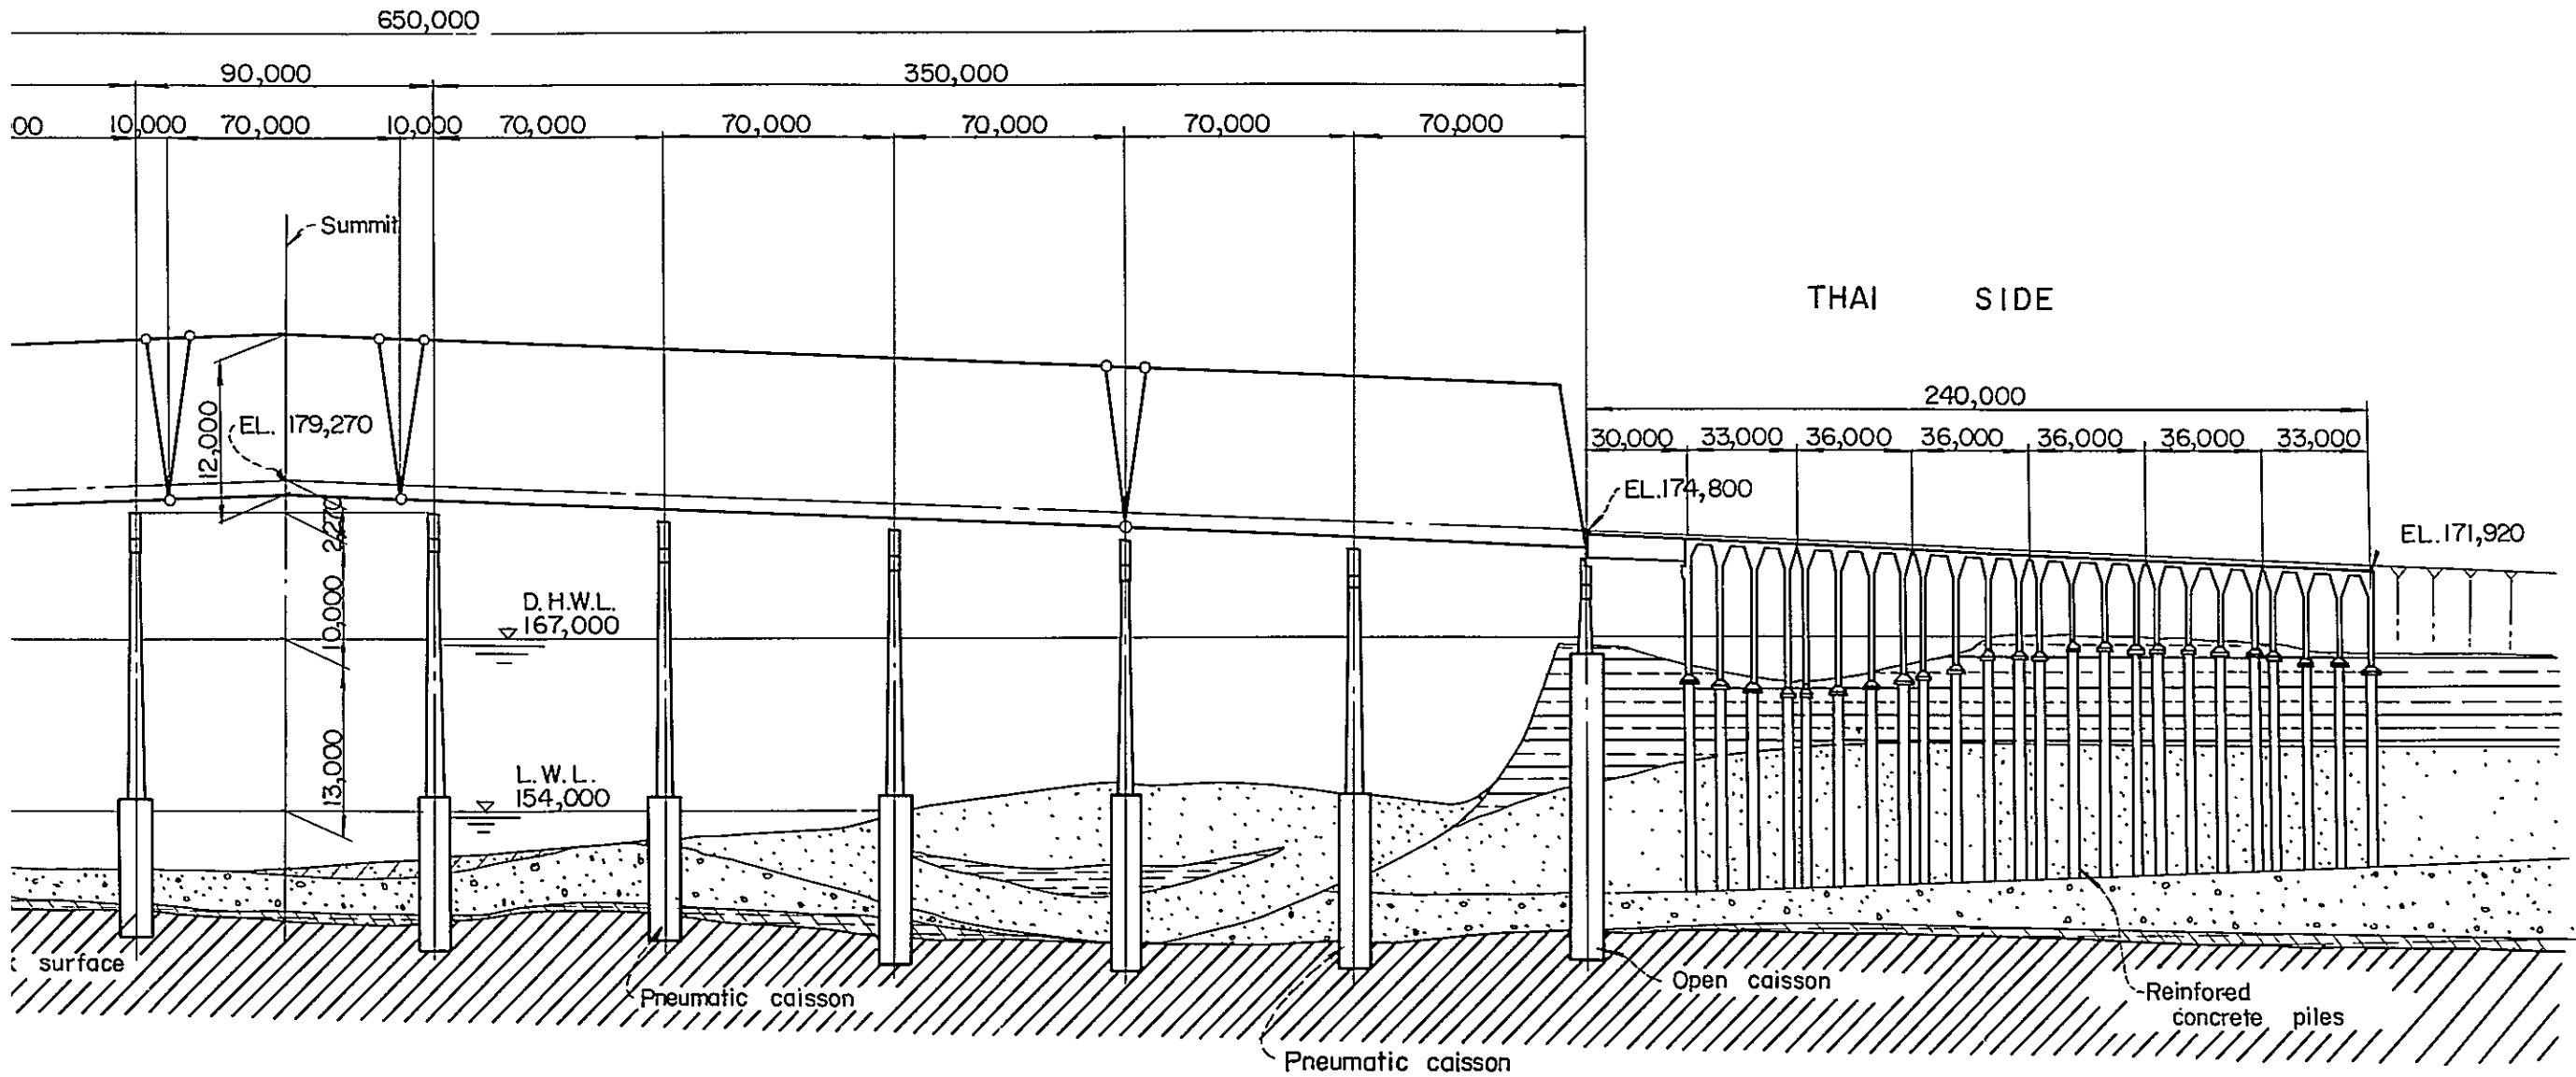 650,000
90,000 350,000
00 10,000 70,000 10,000 70,000 70,000 70,000 70,000 70,000
Summit
THAI SIDE
12,000
EL. 179,270
240,000
30,000 33,000 36,000 36,000 36,000 36,000 33,000
EL.174,800
EL.171,920
2,270
10,000
13,000
D.H.W.L.
167,000
L.W.L.
154,000
surface
Pneumatic caisson
Open caisson
Reinfored
concrete piles
Pneumatic caisson